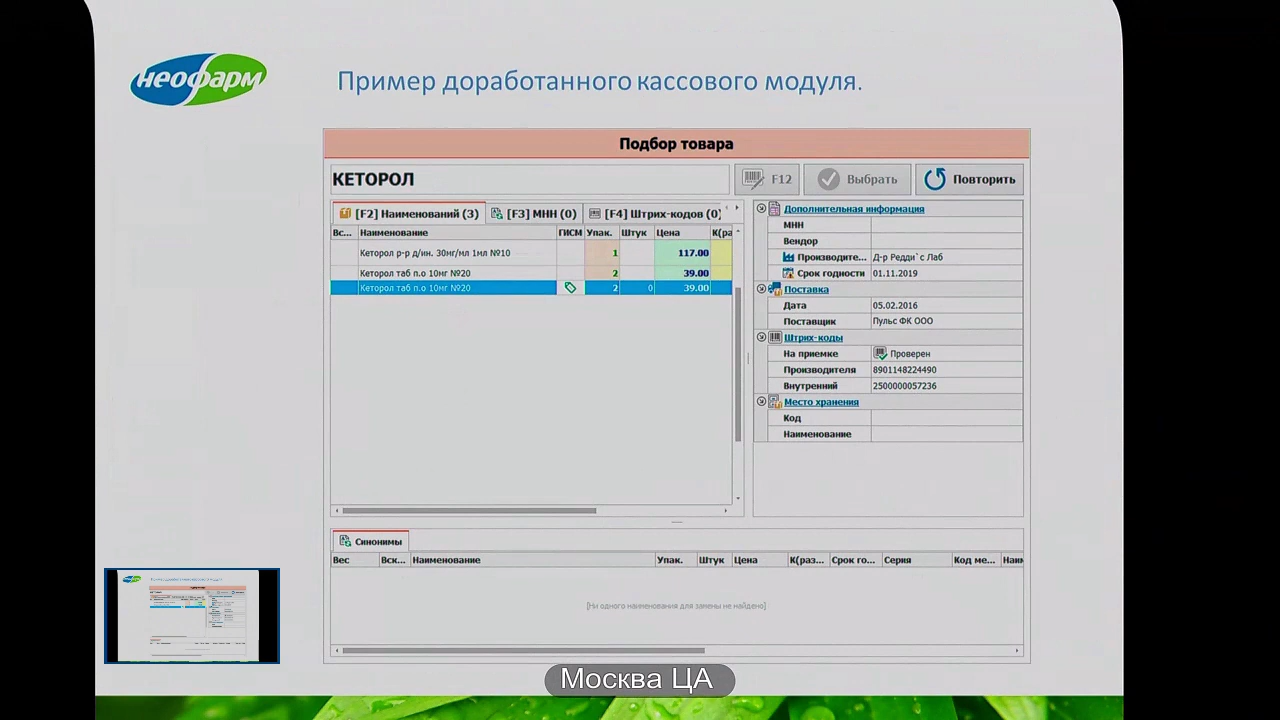 неофарм
Пример доработанного кассового модуля.
Подбор товара
КЕТОРОЛ
F12
Выбрать
Повторить
[F2] Наименований (3)
[F3] МНН (0)
[F4] Штрих-кодов (0)
Вс... Наименование ГИСМ Упак. Штук Цена К(ра
Кеторол р-р д/ин. 30мг/мл 1мл №10 1 117.00
Кеторол таб п.о 10мг №20 2 39.00
Кеторол таб п.о 10мг №20 2 0 39.00
Дополнительная информация
МНН
Вендор
Производите... Д-р Редди`с Лаб
Срок годности 01.11.2019
Поставка
Дата 05.02.2016
Поставщик Пульс ФК ООО
Штрих-коды
На приемке Проверен
Производителя 8901148224490
Внутренний 2500000057236
Место хранения
Код
Наименование
Синонимы
Вес Вск... Наименование Упак. Штук Цена К(раз... Срок го... Серия Код ме... Наим
[Ни одного наименования для замены не найдено]
Москва ЦА